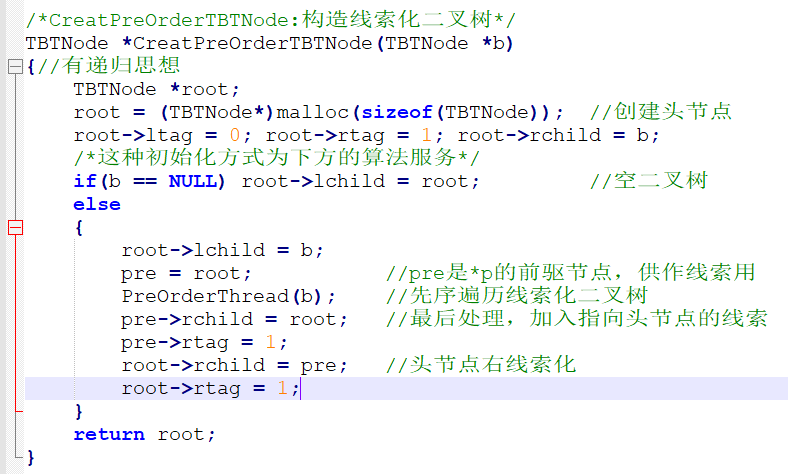 /*CreatPreOrderTBTNode:构造线索化二叉树*/
TBTNode *CreatPreOrderTBTNode(TBTNode *b)
{//有递归思想
    TBTNode *root;
    root = (TBTNode*)malloc(sizeof(TBTNode));  //创建头节点
    root->ltag = 0; root->rtag = 1; root->rchild = b;
    /*这种初始化方式为下方的算法服务*/
    if(b == NULL) root->lchild = root;         //空二叉树
    else
    {
        root->lchild = b;
        pre = root;           //pre是*p的前驱节点，供作线索用
        PreOrderThread(b);    //先序遍历线索化二叉树
        pre->rchild = root;   //最后处理，加入指向头节点的线索
        pre->rtag = 1;
        root->rchild = pre;   //头节点右线索化
        root->rtag = 1;
    }
    return root;
}